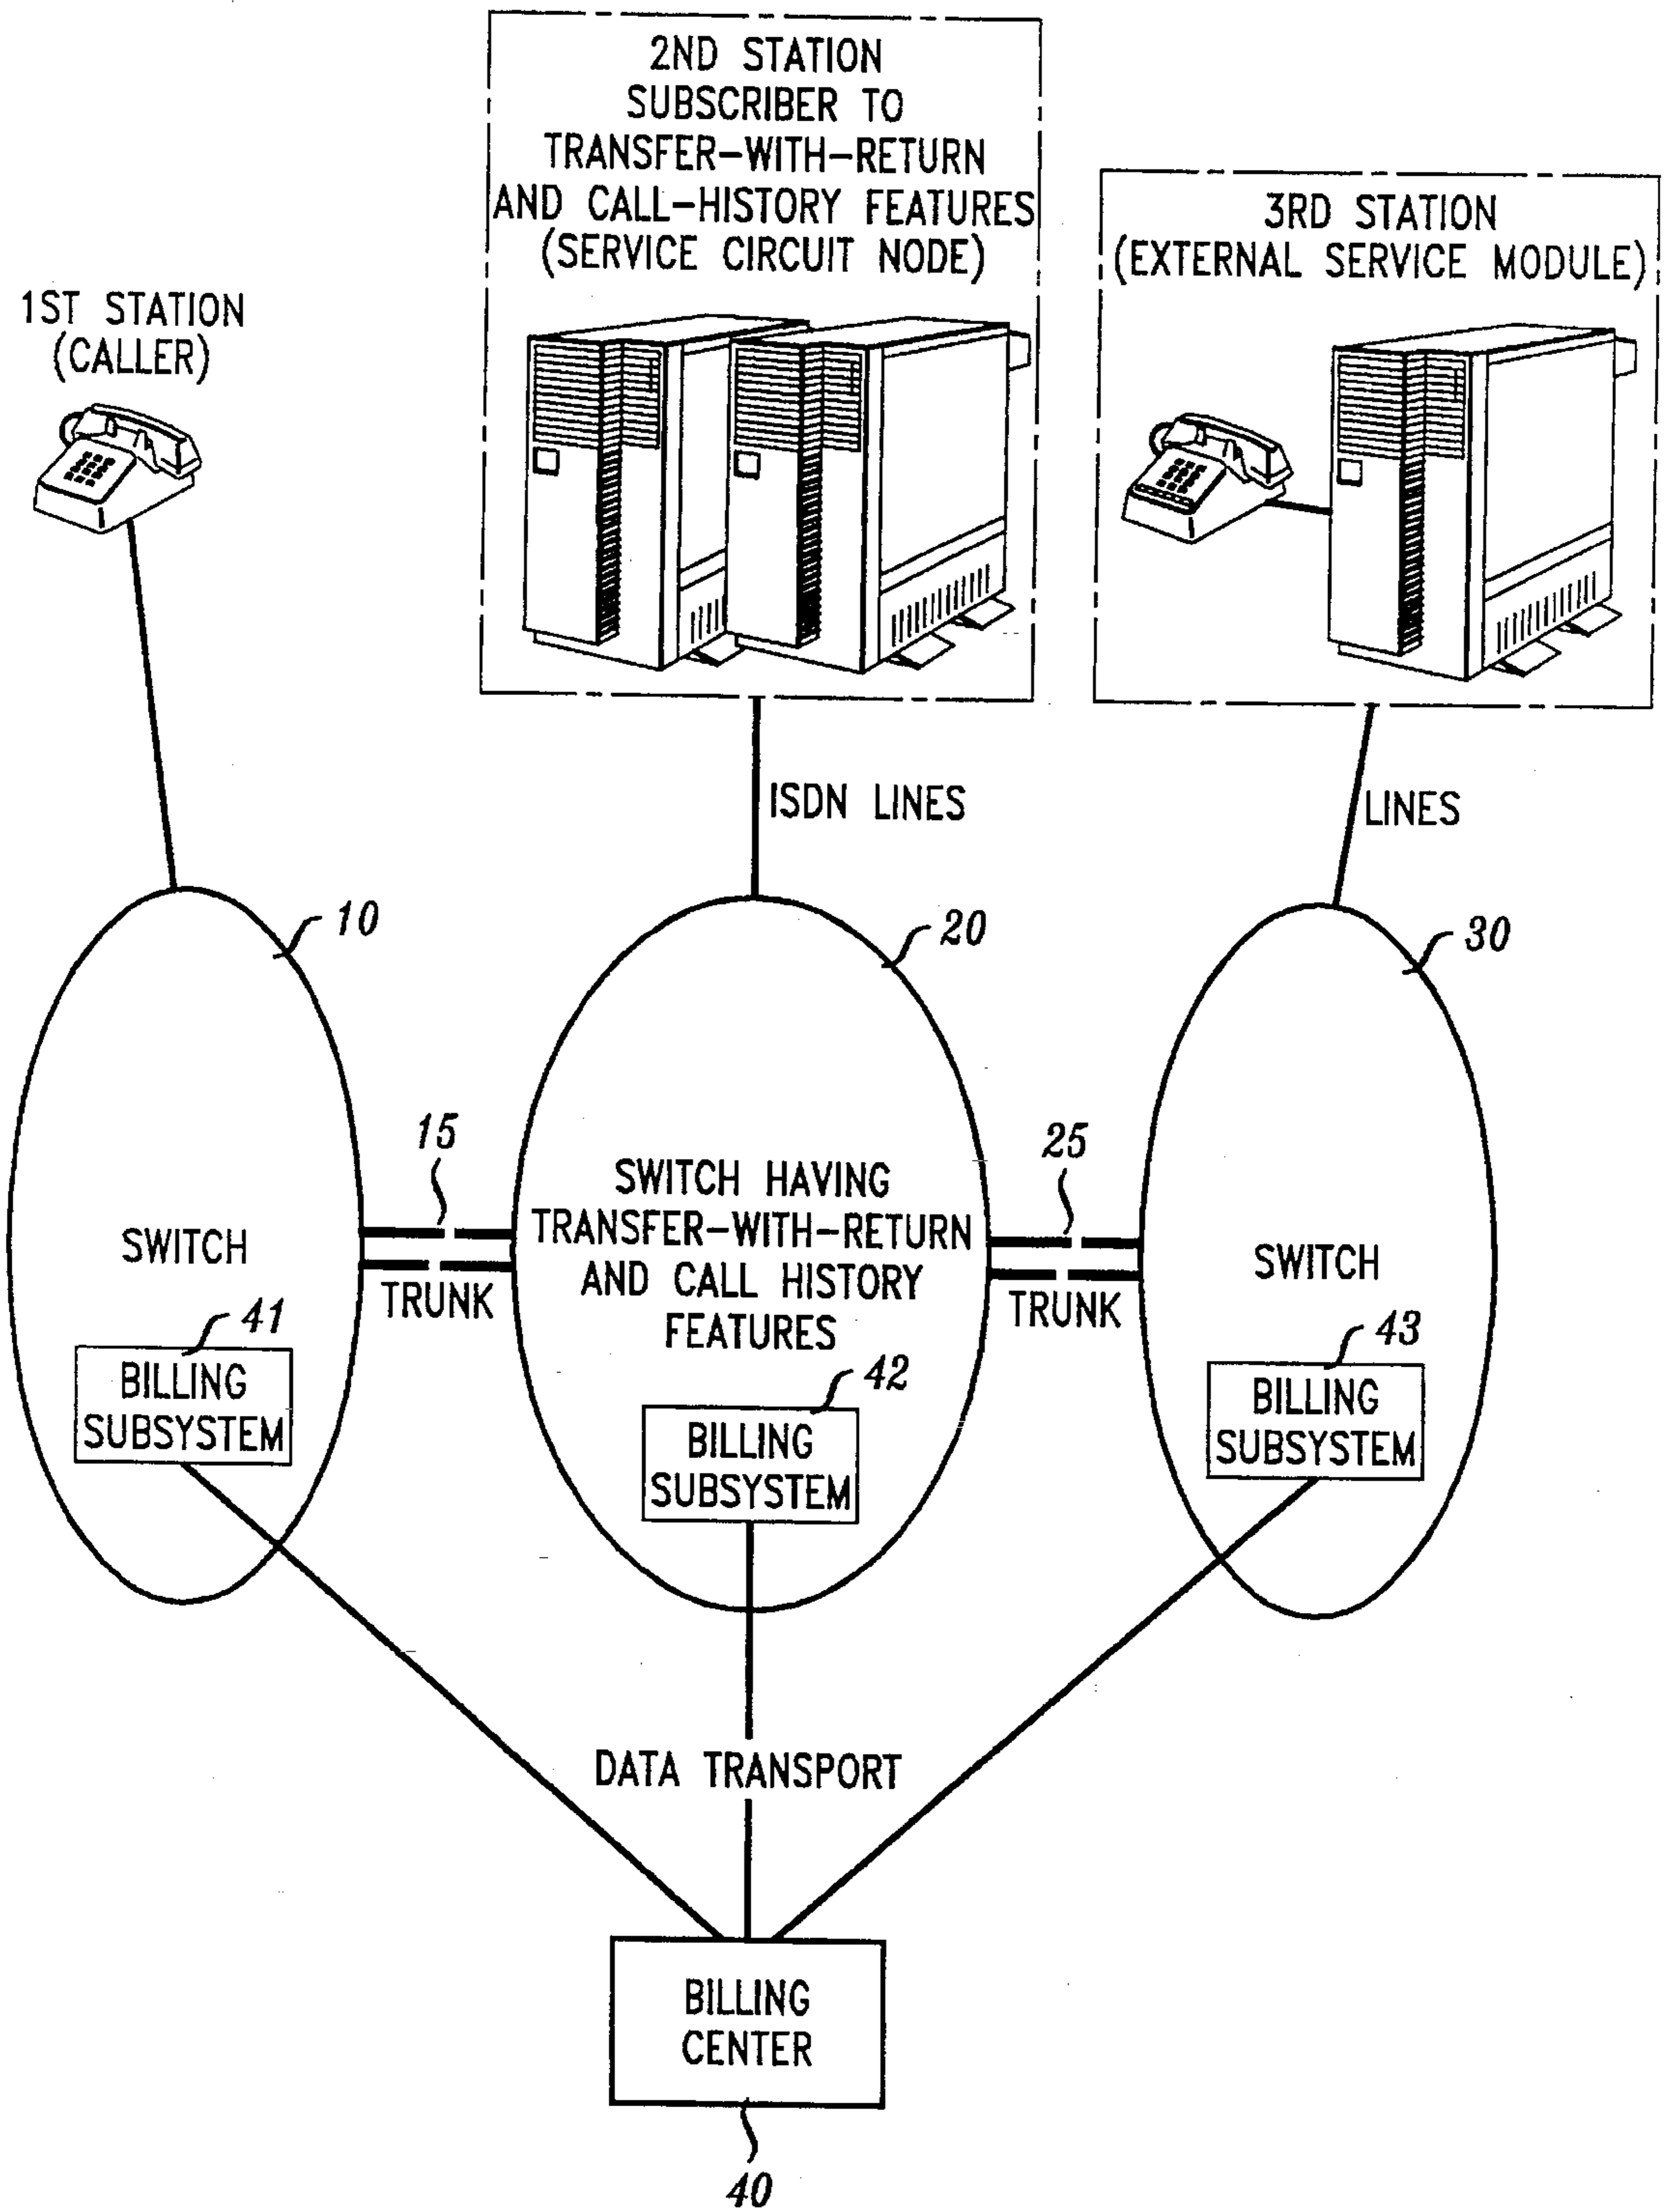 2ND STATION
SUBSCRIBER TO
TRANSFER-WITH-RETURN
AND CALL-HISTORY FEATURES
(SERVICE CIRCUIT NODE)
3RD STATION
(EXTERNAL SERVICE MODULE)
1ST STATION
(CALLER)
ISDN LINES
LINES
10
20
30
15
25
SWITCH
TRUNK
SWITCH HAVING
TRANSFER-WITH-RETURN
AND CALL HISTORY
FEATURES
TRUNK
SWITCH
41
BILLING
SUBSYSTEM
42
BILLING
SUBSYSTEM
43
BILLING
SUBSYSTEM
DATA TRANSPORT
BILLING
CENTER
40